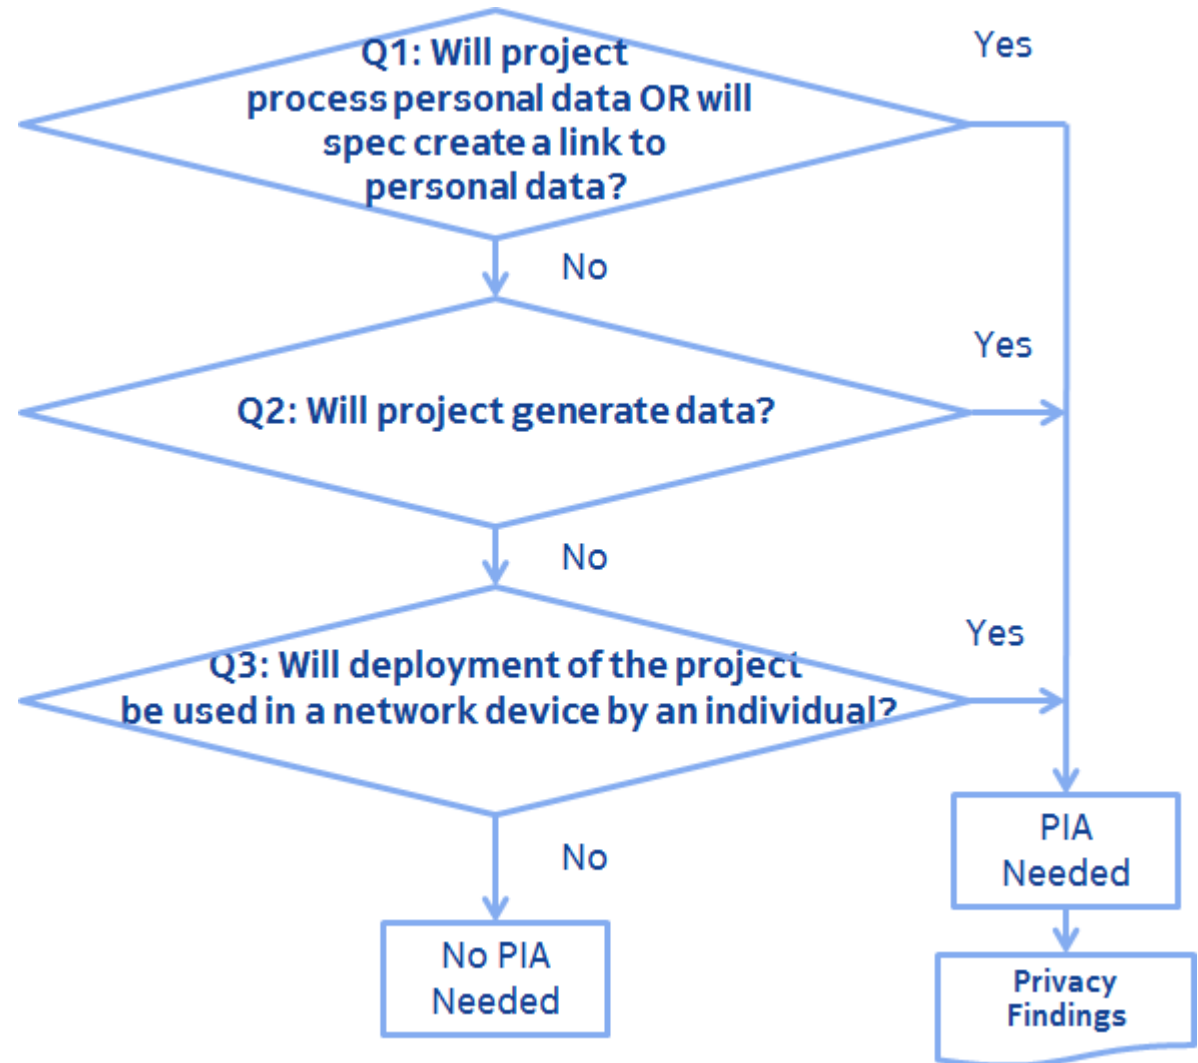 Q1: Will project
process personal data OR will
spec create a link to
personal data?
Yes
No
Q2: Will project generate data?
Yes
No
Q3: Will deployment of the project
be used in a network device by an individual?
Yes
No
No PIA
Needed
PIA
Needed
Privacy
Findings